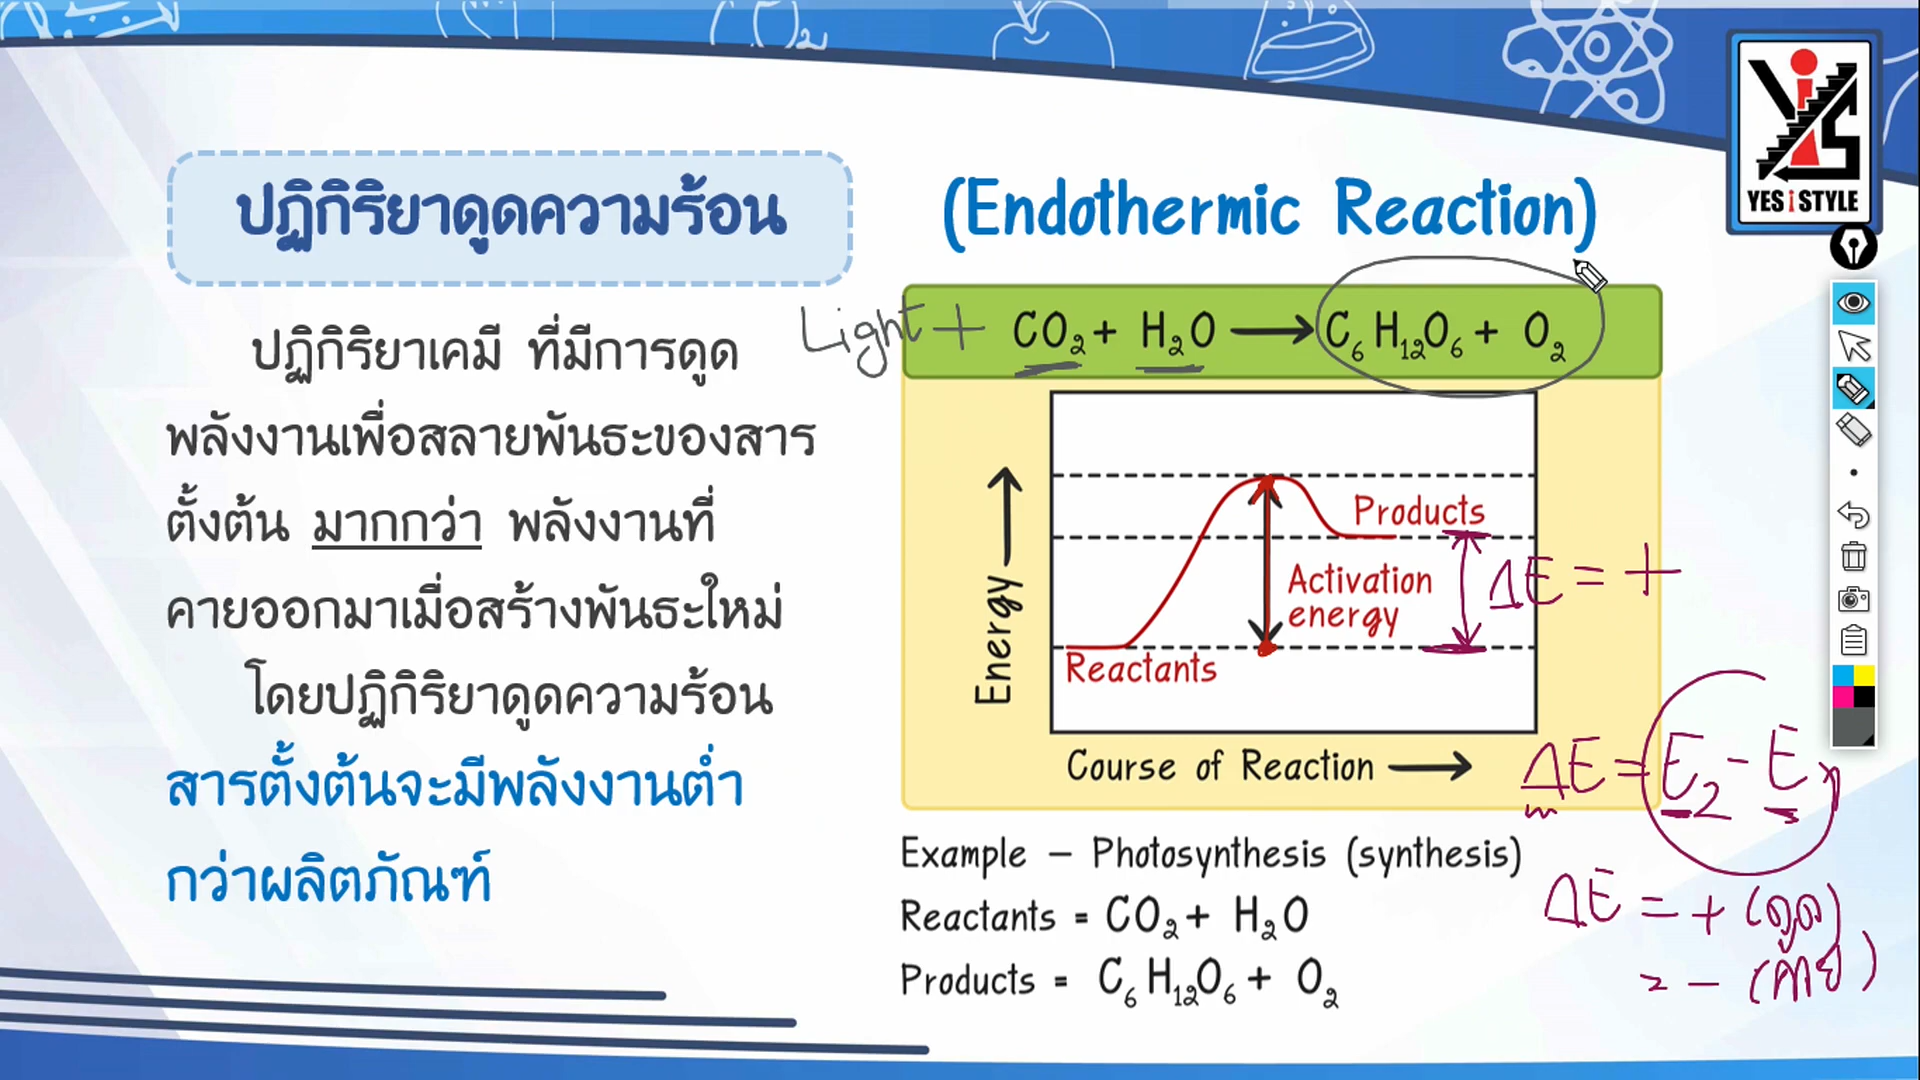 YES i STYLE
ปฏิกิริยาดูดความร้อน
(Endothermic Reaction)
ปฏิกิริยาเคมี ที่มีการดูด
พลังงานเพื่อสลายพันธะของสาร
ตั้งต้น มากกว่า พลังงานที่
คายออกมาเมื่อสร้างพันธะใหม่
โดยปฏิกิริยาดูดความร้อน
สารตั้งต้นจะมีพลังงานต่ำ
กว่าผลิตภัณฑ์
Light + CO₂ + H₂O ⟶ C₆H₁₂O₆ + O₂
Energy ⟶
Products
Activation
energy
ΔE = +
Reactants
Course of Reaction ⟶
ΔE = E₂ - E₁
Example – Photosynthesis (synthesis)
Reactants = CO₂ + H₂O
Products = C₆H₁₂O₆ + O₂
ΔE = + (ดูด)
= - (คาย)